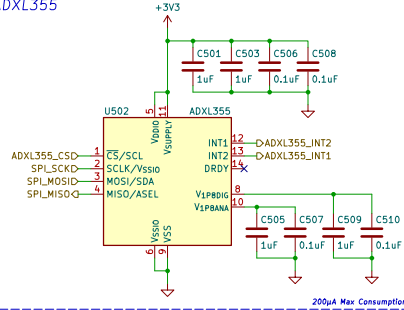 ADXL355
+3V3
C501
C503
C506
C508
1uF
1uF
0.1uF
0.1uF
U502
ADXL355
5
11
VDDIO
VSUPPLY
ADXL355_CS
1
CS/SCL
SPI_SCK
2
SCLK/VSSIO
SPI_MOSI
3
MOSI/SDA
SPI_MISO
4
MISO/ASEL
INT1
12
ADXL355_INT2
INT2
13
ADXL355_INT1
DRDY
14
V1P8DIG
8
V1P8ANA
10
C505
C507
C509
C510
1uF
0.1uF
1uF
0.1uF
VSSIO
VSS
6
9
200µA Max Consumption